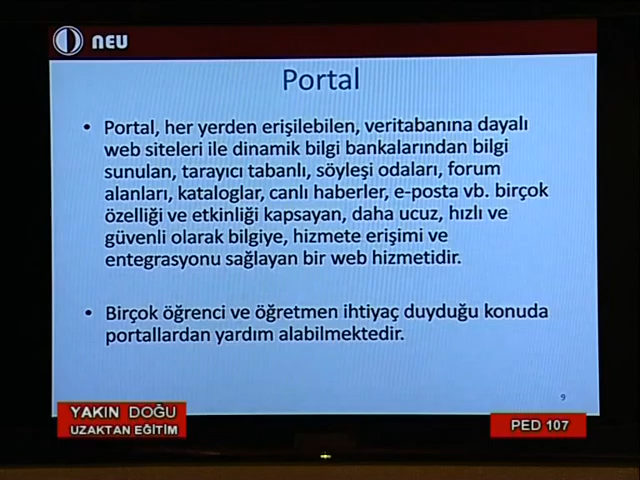 NEU
Portal
• Portal, her yerden erişilebilen, veritabanına dayalı
web siteleri ile dinamik bilgi bankalarından bilgi
sunulan, tarayıcı tabanlı, söyleşi odaları, forum
alanları, kataloglar, canlı haberler, e-posta vb. birçok
özelliği ve etkinliği kapsayan, daha ucuz, hızlı ve
güvenli olarak bilgiye, hizmete erişimi ve
entegrasyonu sağlayan bir web hizmetidir.
• Birçok öğrenci ve öğretmen ihtiyaç duyduğu konuda
portallardan yardım alabilmektedir.
9
YAKIN DOĞU
UZAKTAN EĞİTİM
PED 107